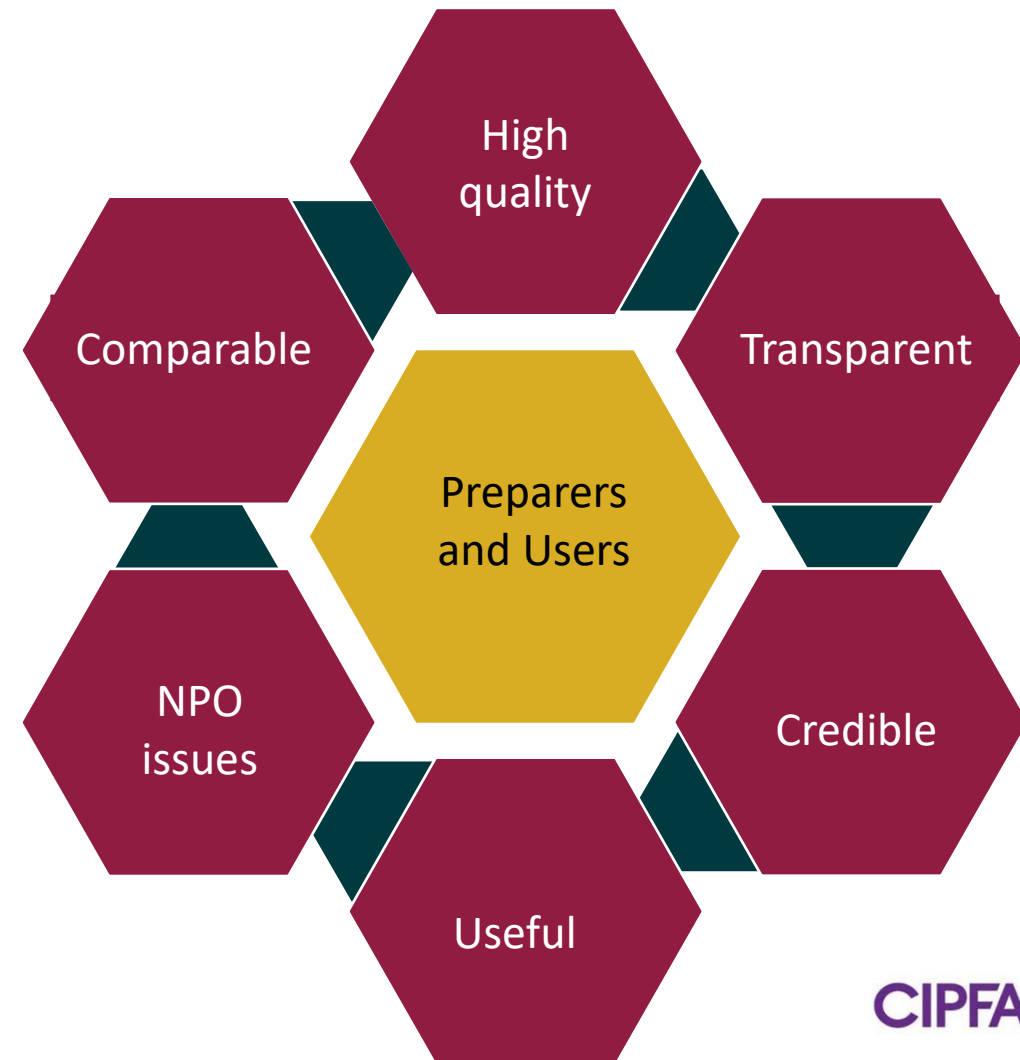 High
quality
Comparable
Transparent
Preparers
and Users
NPO
issues
Credible
Useful
CIPFA